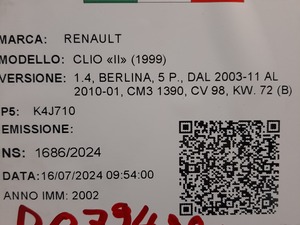 MARCA: RENAULT
MODELLO: CLIO «II» (1999)
VERSIONE: 1.4, BERLINA, 5 P., DAL 2003-11 AL
2010-01, CM3 1390, CV 98, KW. 72 (B)
P5: K4J710
EMISSIONE:
NS: 1686/2024
DATA: 16/07/2024 09:54:00
ANNO IMM: 2002